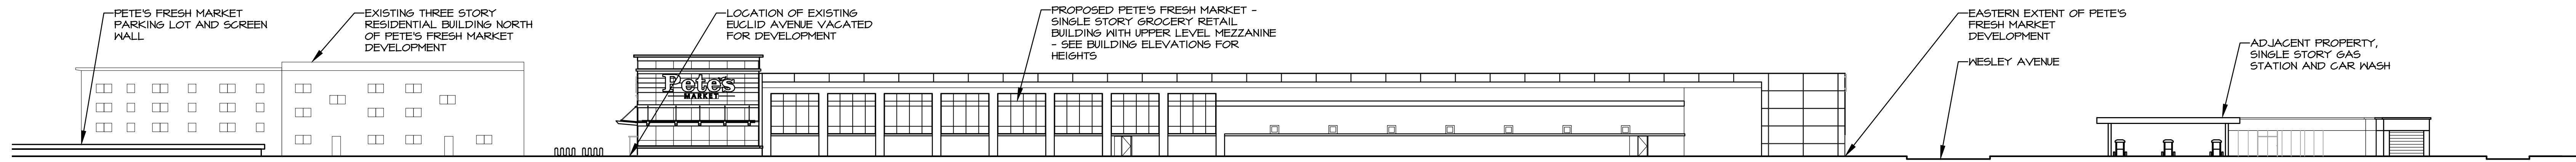 PETE'S FRESH MARKET
PARKING LOT AND SCREEN
WALL
EXISTING THREE STORY
RESIDENTIAL BUILDING NORTH
OF PETE'S FRESH MARKET
DEVELOPMENT
LOCATION OF EXISTING
EUCLID AVENUE VACATED
FOR DEVELOPMENT
Pete's
MARKET
PROPOSED PETE'S FRESH MARKET -
SINGLE STORY GROCERY RETAIL
BUILDING WITH UPPER LEVEL MEZZANINE
- SEE BUILDING ELEVATIONS FOR
HEIGHTS
EASTERN EXTENT OF PETE'S
FRESH MARKET
DEVELOPMENT
WESLEY AVENUE
ADJACENT PROPERTY,
SINGLE STORY GAS
STATION AND CAR WASH